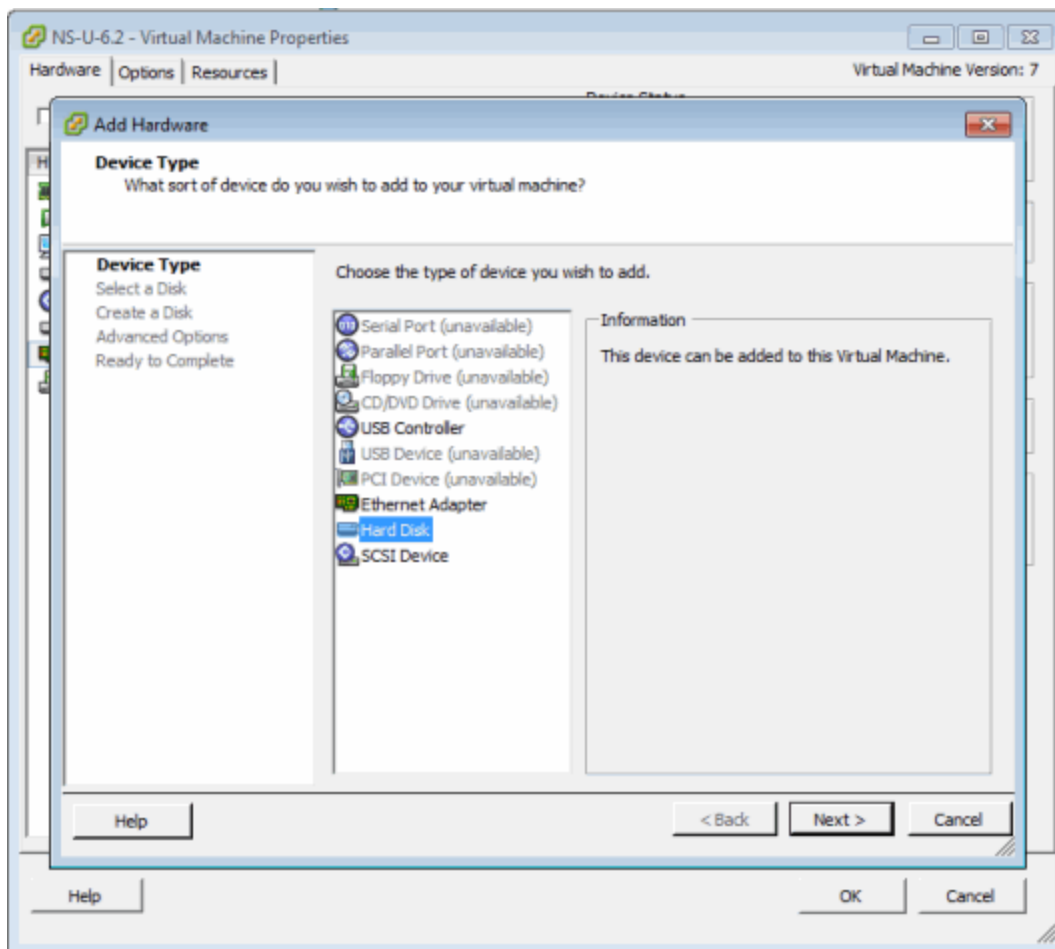 NS-U-6.2 - Virtual Machine Properties
Hardware Options Resources Virtual Machine Version: 7
Device Status
H
Add Hardware
Device Type
What sort of device do you wish to add to your virtual machine?
Device Type
Select a Disk
Create a Disk
Advanced Options
Ready to Complete
Choose the type of device you wish to add.
Serial Port (unavailable)
Parallel Port (unavailable)
Floppy Drive (unavailable)
CD/DVD Drive (unavailable)
USB Controller
USB Device (unavailable)
PCI Device (unavailable)
Ethernet Adapter
Hard Disk
SCSI Device
Information
This device can be added to this Virtual Machine.
Help < Back Next > Cancel
Help OK Cancel